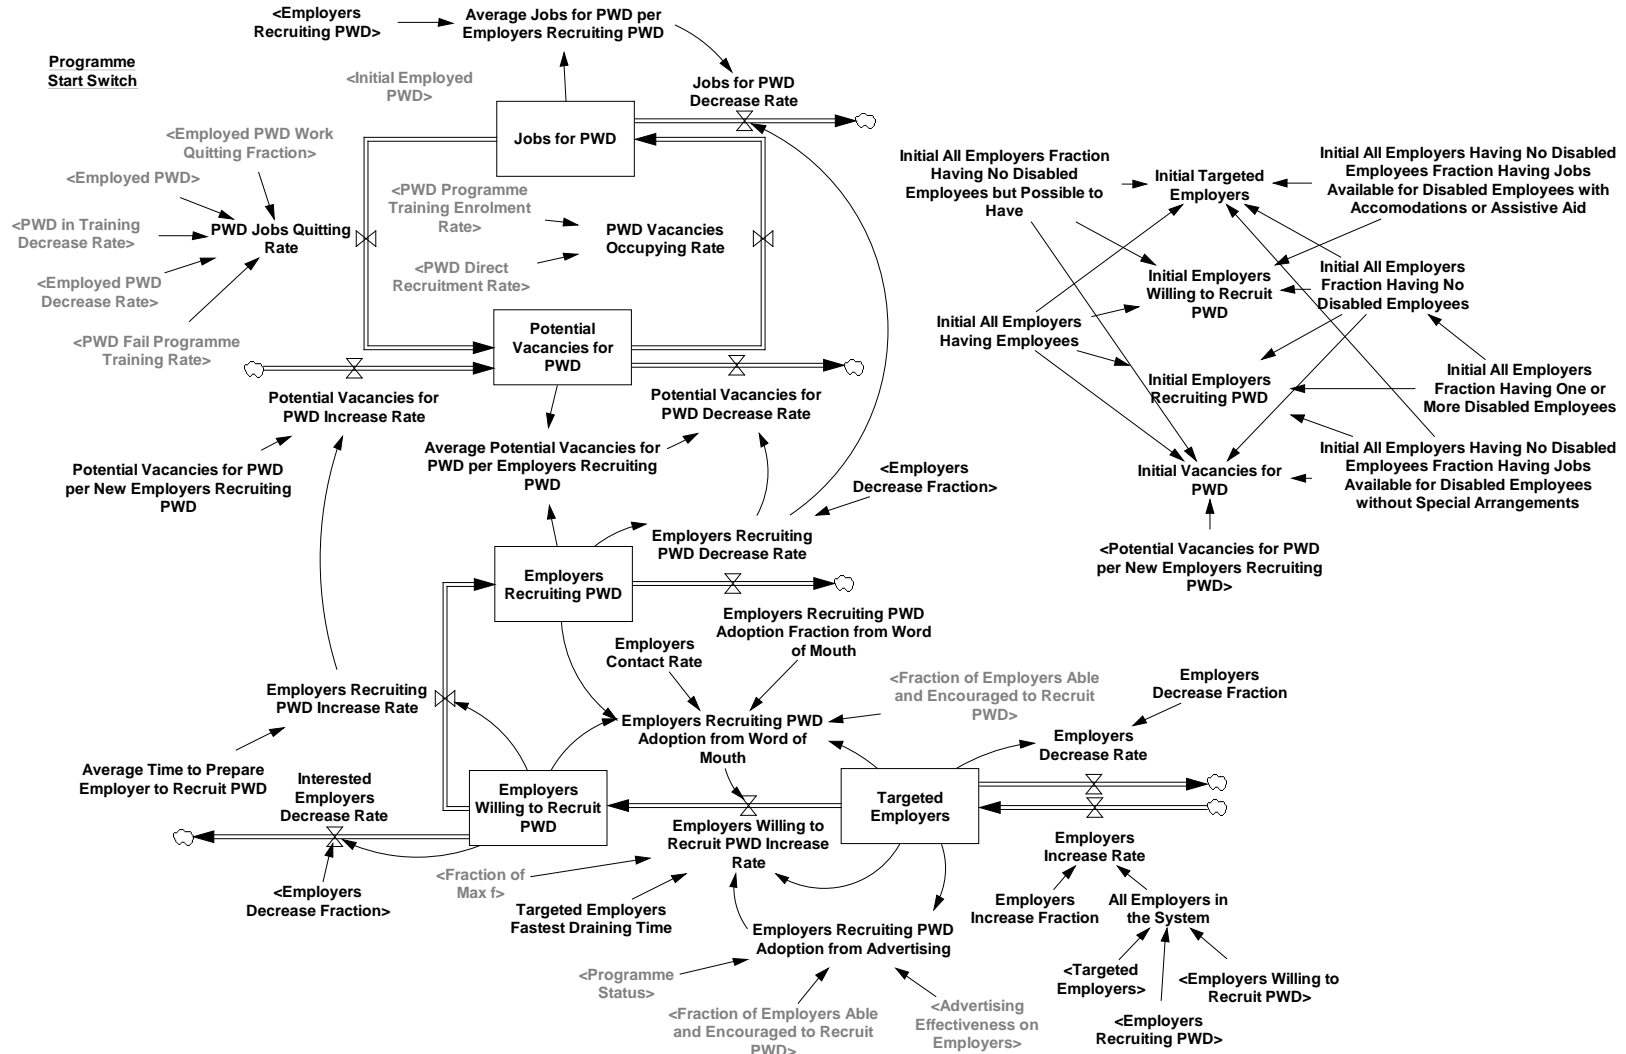 <Employers
Recruiting PWD>
Average Jobs for PWD per
Employers Recruiting PWD
Programme
Start Switch
<Initial Employed
PWD>
Jobs for PWD
Decrease Rate
Jobs for PWD
<Employed PWD Work
Quitting Fraction>
<Employed PWD>
<PWD in Training
Decrease Rate>
PWD Jobs Quitting
Rate
<Employed PWD
Decrease Rate>
<PWD Fail Programme
Training Rate>
<PWD Programme
Training Enrolment
Rate>
PWD Vacancies
Occupying Rate
<PWD Direct
Recruitment Rate>
Potential
Vacancies for
PWD
Potential Vacancies for
PWD Increase Rate
Potential Vacancies for
PWD Decrease Rate
Potential Vacancies for PWD
per New Employers Recruiting
PWD
Average Potential Vacancies for
PWD per Employers Recruiting
PWD
<Employers
Decrease Fraction>
Employers Recruiting
PWD Decrease Rate
Employers
Recruiting PWD
Employers Recruiting PWD
Adoption Fraction from Word
of Mouth
Employers
Contact Rate
<Fraction of Employers Able
and Encouraged to Recruit
PWD>
Employers
Decrease Fraction
Employers Recruiting
PWD Increase Rate
Employers Recruiting PWD
Adoption from Word of
Mouth
Employers
Decrease Rate
Average Time to Prepare
Employer to Recruit PWD
Interested
Employers
Decrease Rate
Employers
Willing to Recruit
PWD
Targeted
Employers
Employers Willing to
Recruit PWD Increase
Rate
Employers
Increase Rate
<Employers
Decrease Fraction>
<Fraction of
Max f>
Targeted Employers
Fastest Draining Time
Employers
Increase Fraction
All Employers in
the System
Employers Recruiting PWD
Adoption from Advertising
<Programme
Status>
<Fraction of Employers Able
and Encouraged to Recruit
PWD>
<Advertising
Effectiveness on
Employers>
<Targeted
Employers>
<Employers Willing to
Recruit PWD>
<Employers
Recruiting PWD>
Initial All Employers Fraction
Having No Disabled
Employees but Possible to
Have
Initial Targeted
Employers
Initial All Employers Having No Disabled
Employees Fraction Having Jobs
Available for Disabled Employees with
Accomodations or Assistive Aid
Initial Employers
Willing to Recruit
PWD
Initial All Employers
Fraction Having No
Disabled Employees
Initial All Employers
Having Employees
Initial Employers
Recruiting PWD
Initial All Employers
Fraction Having One or
More Disabled Employees
Initial Vacancies for
PWD
Initial All Employers Having No Disabled
Employees Fraction Having Jobs
Available for Disabled Employees
without Special Arrangements
<Potential Vacancies for PWD
per New Employers Recruiting
PWD>